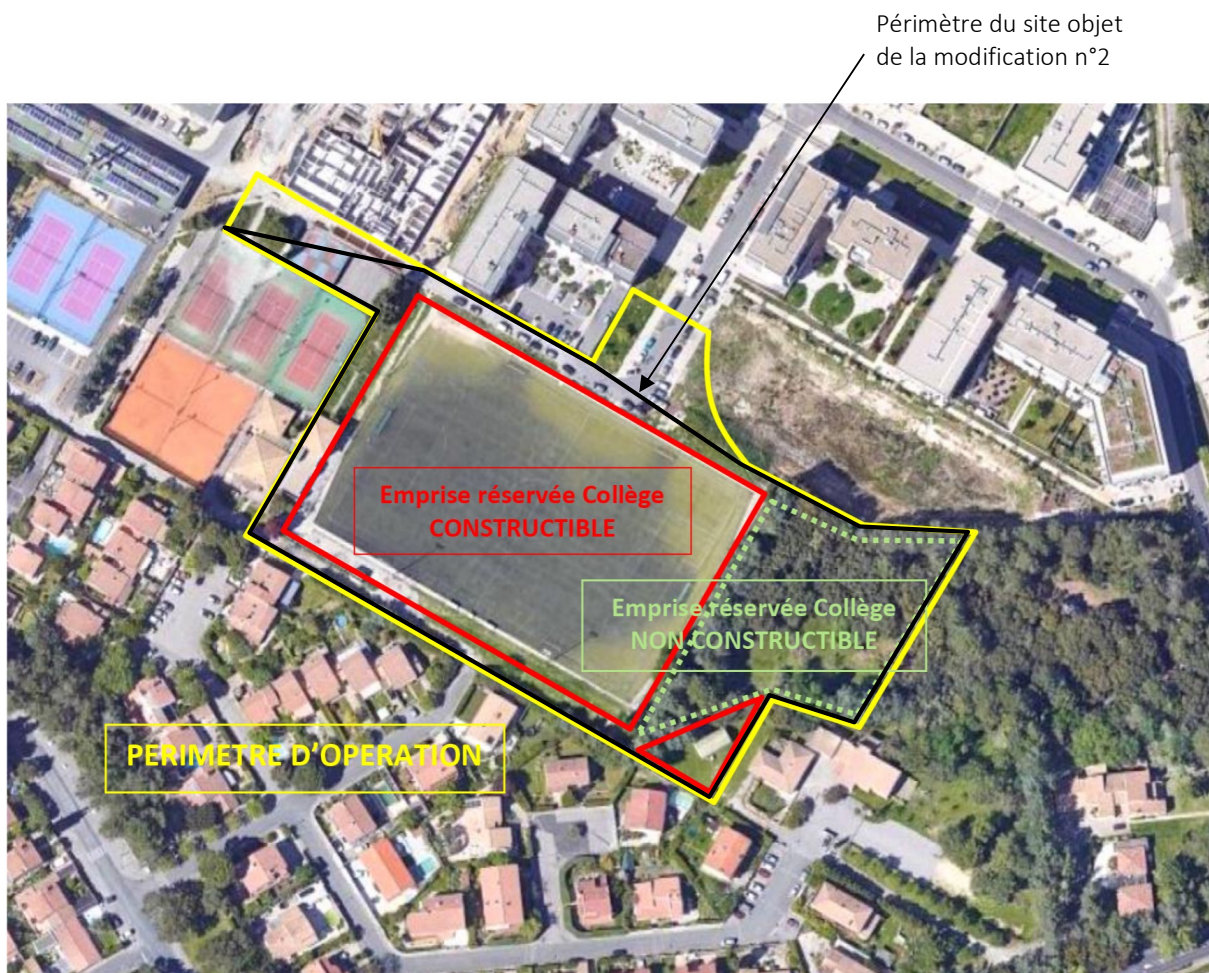 Périmètre du site objet
de la modification n°2
Emprise réservée Collège
CONSTRUCTIBLE
Emprise réservée Collège
NON CONSTRUCTIBLE
PERIMETRE D'OPERATION